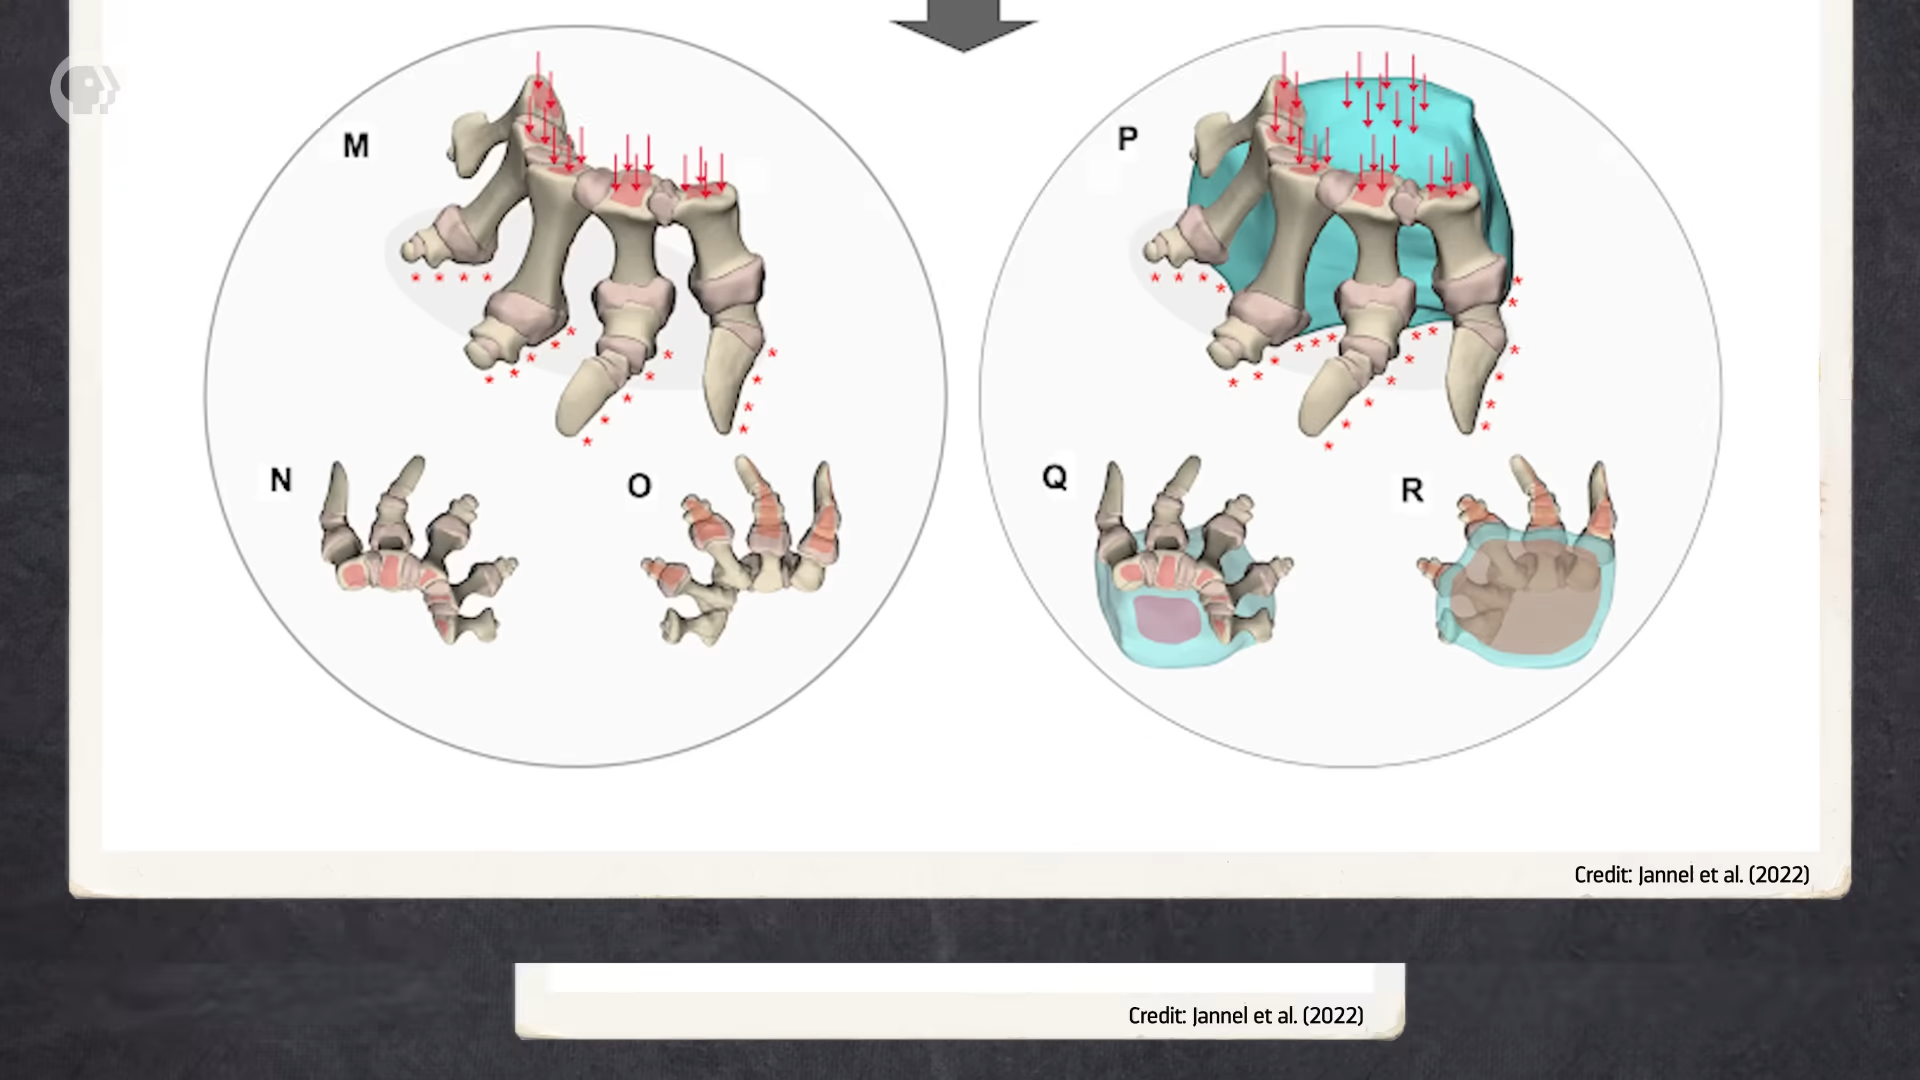 M
P
N
O
Q
R
Credit: Jannel et al. (2022)
Credit: Jannel et al. (2022)